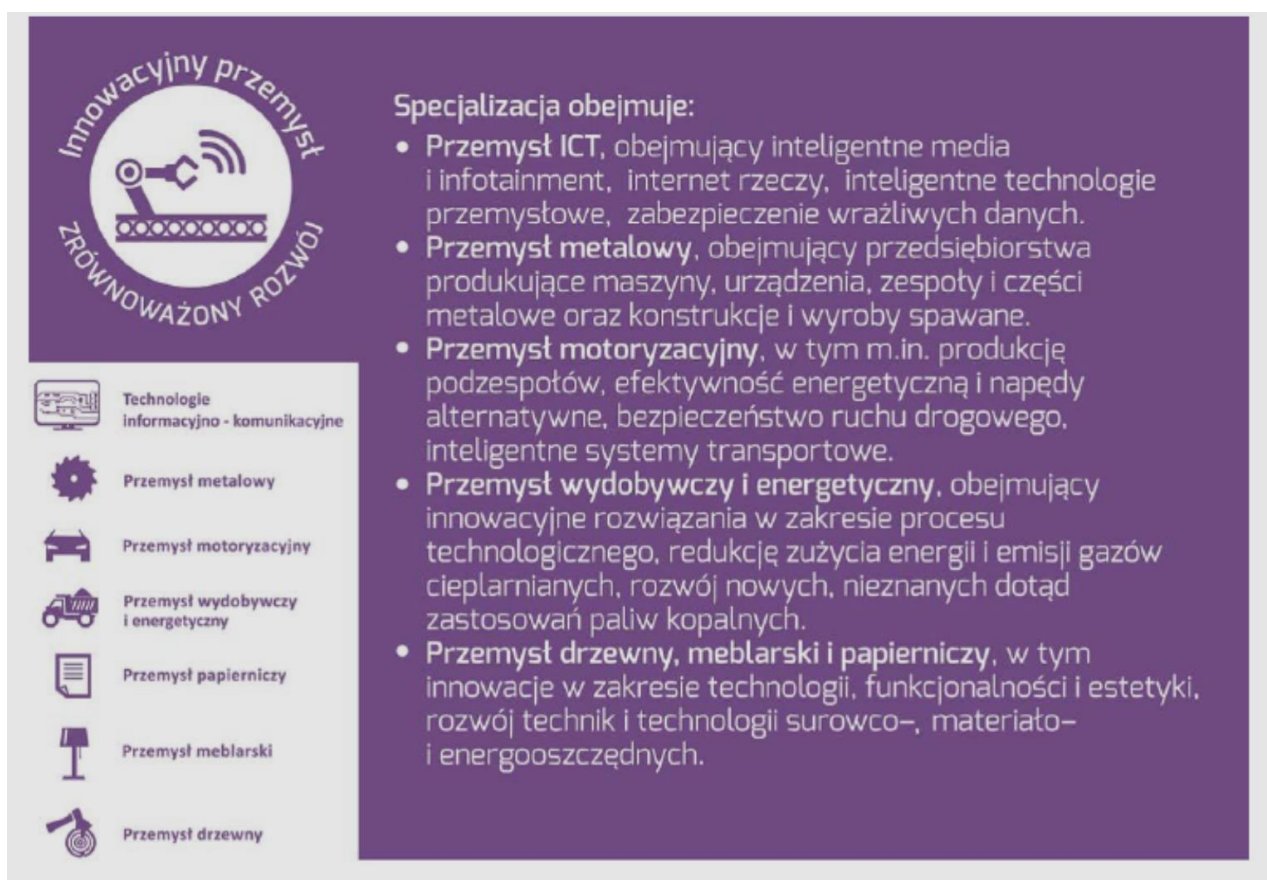 Innowacyjny przemysł
ZRÓWNOWAŻONY ROZWÓJ
Technologie
informacyjno - komunikacyjne
Przemysł metalowy
Przemysł motoryzacyjny
Przemysł wydobywczy
i energetyczny
Przemysł papierniczy
Przemysł meblarski
Przemysł drzewny
Specjalizacja obejmuje:
• Przemysł ICT, obejmujący inteligentne media
i infotainment, internet rzeczy, inteligentne technologie
przemysłowe, zabezpieczenie wrażliwych danych.
• Przemysł metalowy, obejmujący przedsiębiorstwa
produkujące maszyny, urządzenia, zespoły i części
metalowe oraz konstrukcje i wyroby spawane.
• Przemysł motoryzacyjny, w tym m.in. produkcję
podzespołów, efektywność energetyczną i napędy
alternatywne, bezpieczeństwo ruchu drogowego,
inteligentne systemy transportowe.
• Przemysł wydobywczy i energetyczny, obejmujący
innowacyjne rozwiązania w zakresie procesu
technologicznego, redukcję zużycia energii i emisji gazów
cieplarnianych, rozwój nowych, nieznanych dotąd
zastosowań paliw kopalnych.
• Przemysł drzewny, meblarski i papierniczy, w tym
innowacje w zakresie technologii, funkcjonalności i estetyki,
rozwój technik i technologii surowco–, materiało–
i energooszczędnych.